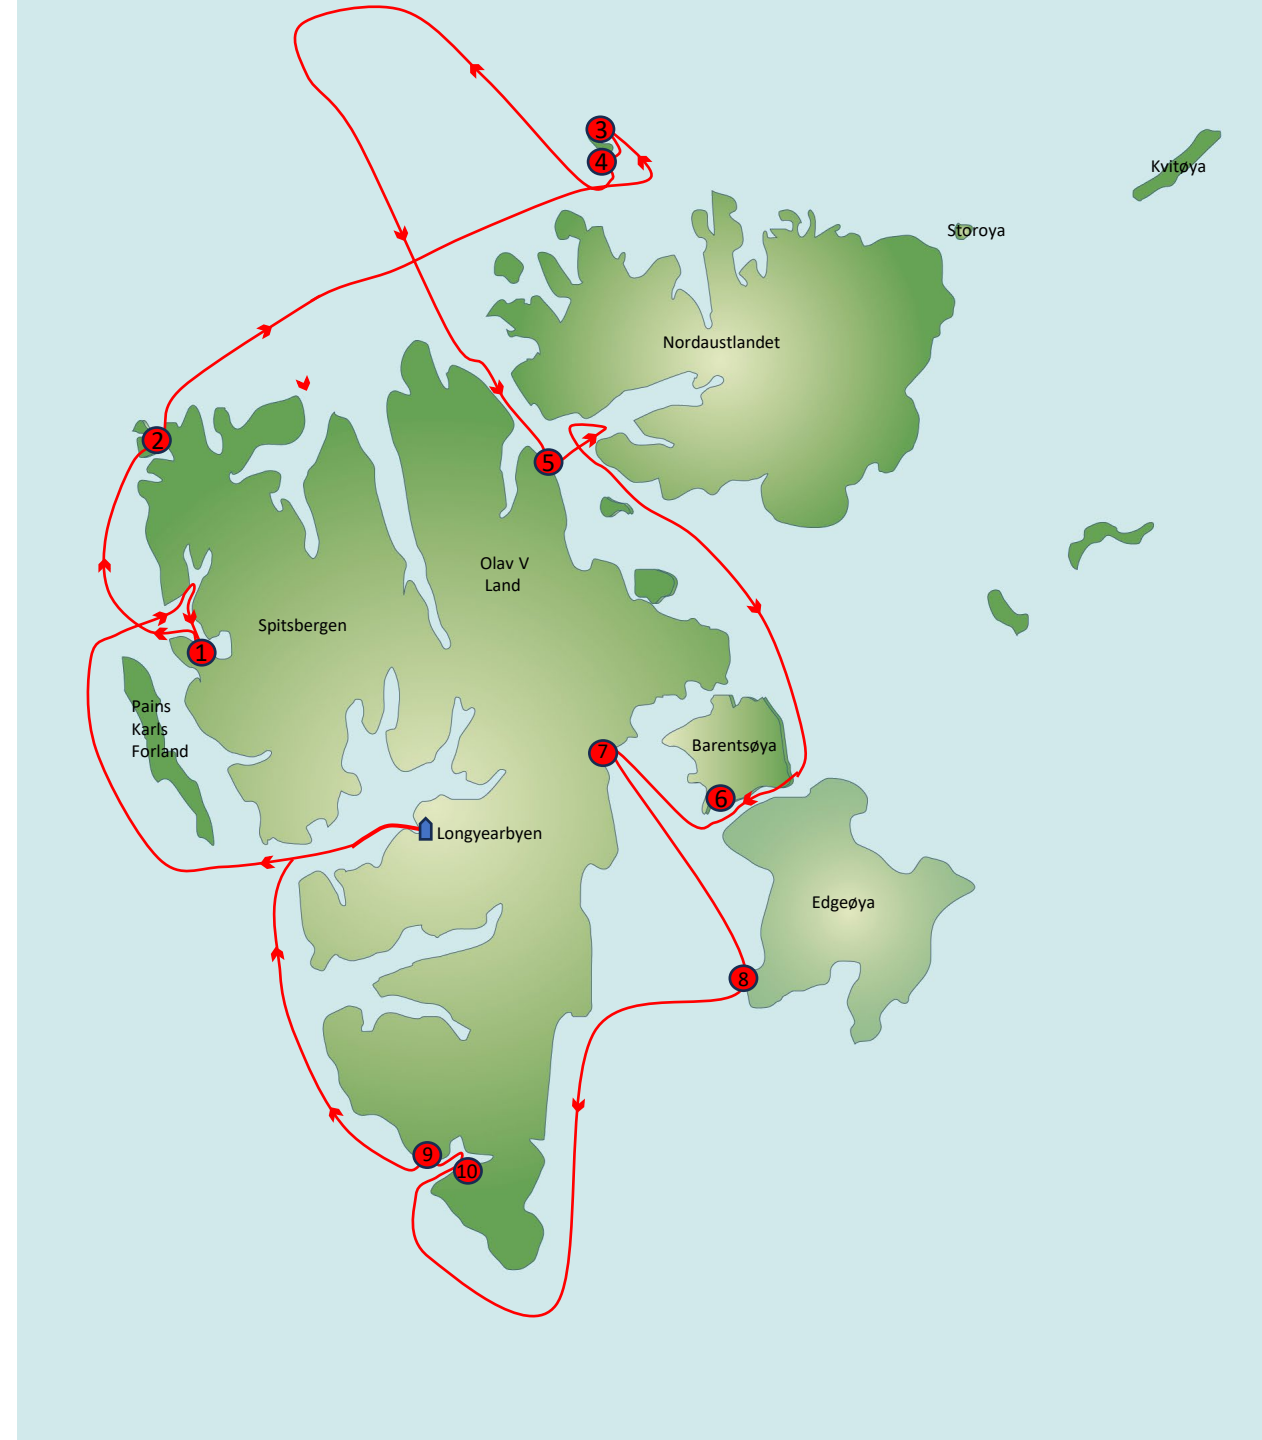 3
4
Kvitøya
Storoya
Nordaustlandet
2
5
Olav V
Land
Spitsbergen
1
Pains
Karls
Forland
7
Barentsøya
6
Longyearbyen
Edgeøya
8
9
10